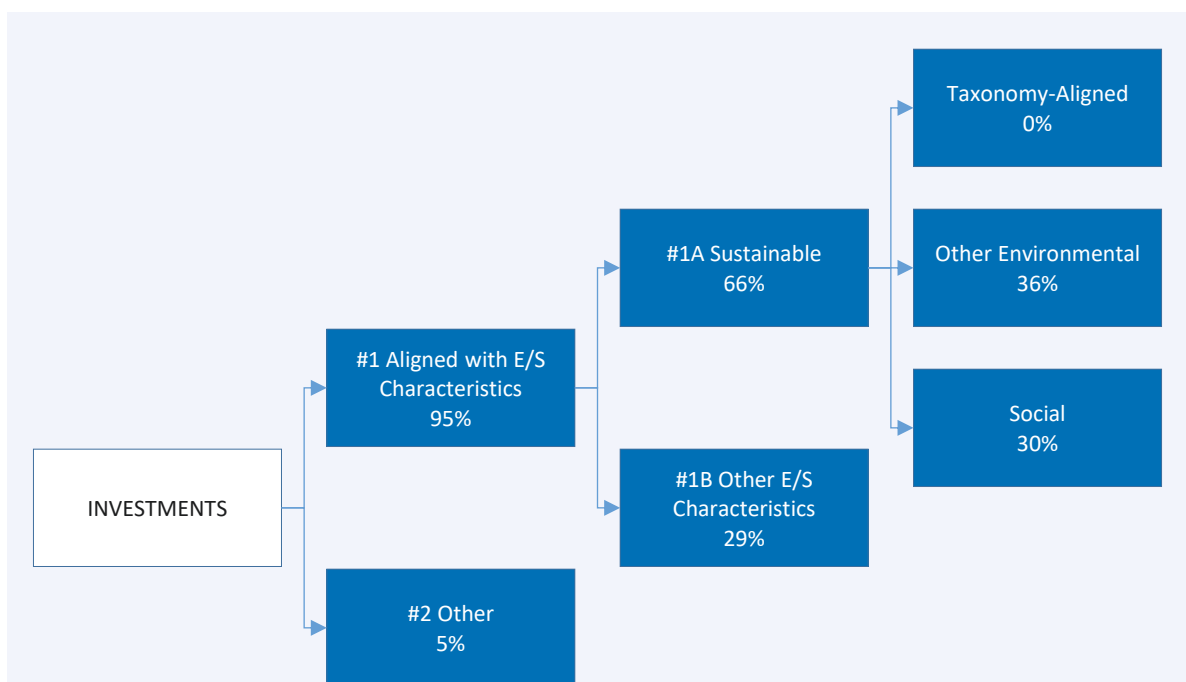 Taxonomy-Aligned
0%
#1A Sustainable
66%
Other Environmental
36%
#1 Aligned with E/S
Characteristics
95%
Social
30%
INVESTMENTS
#1B Other E/S
Characteristics
29%
#2 Other
5%